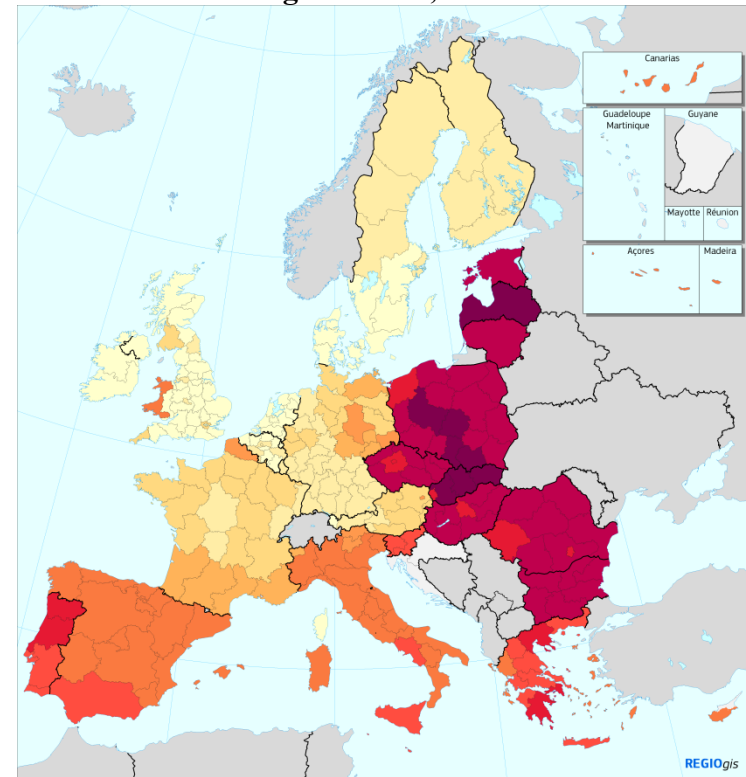 Canarias
Guadeloupe
Martinique
Guyane
Mayotte
Réunion
Açores
Madeira
REGIOgis